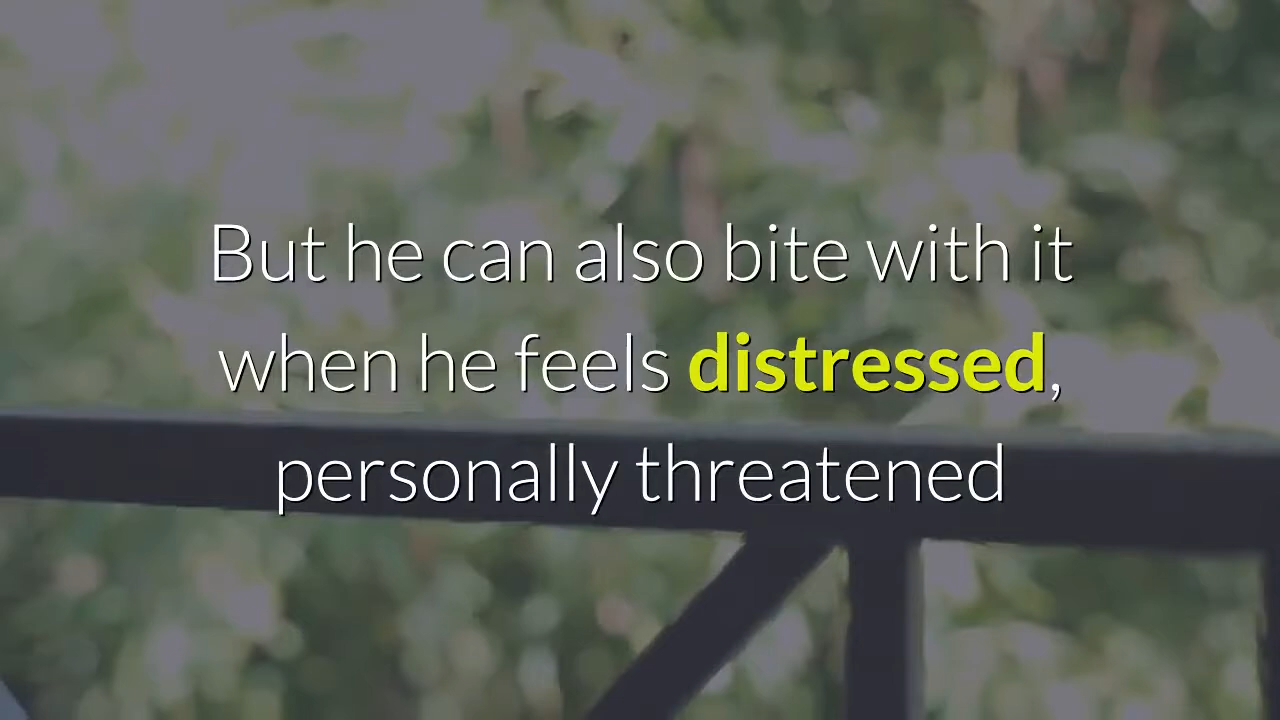 But he can also bite with it
when he feels distressed,
personally threatened